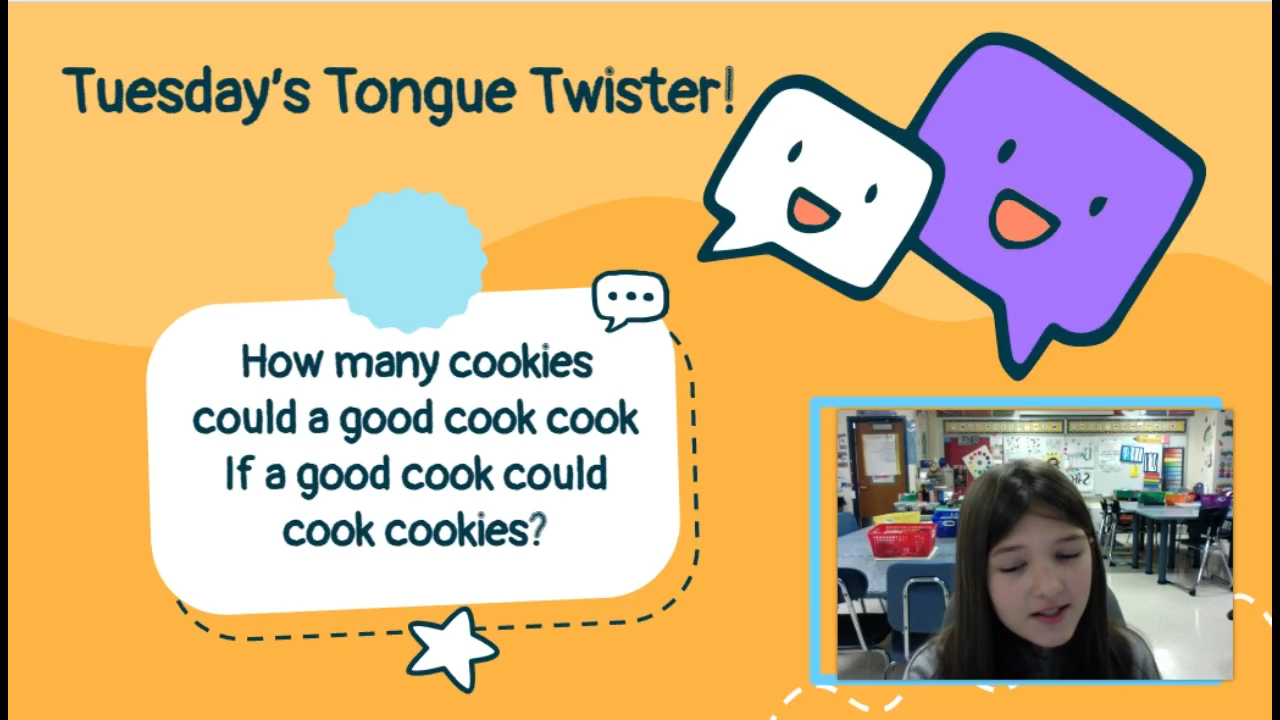 Tuesday's Tongue Twister!
How many cookies
could a good cook cook
If a good cook could
cook cookies?